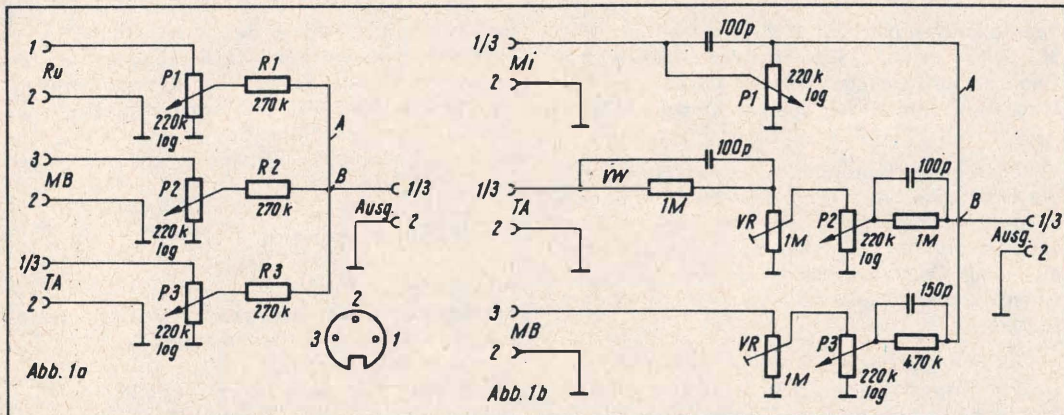 1
Ru
2
P1
220k
log
R1
270 k
A
3
MB
2
P2
220 k
log
R2
270 k
B
1/3
Ausg.
2
1/3
TA
2
P3
220 k
log
R3
270 k
2
3
1
Abb. 1a
1/3
Mi
2
100p
220 k
log
P1
A
1/3
TA
2
VW
100p
1M
VR
1M
P2
220 k
log
100p
1M
B
1/3
Ausg.
2
3
MB
2
VR
1M
P3
220 k
log
150p
470 k
Abb. 1b